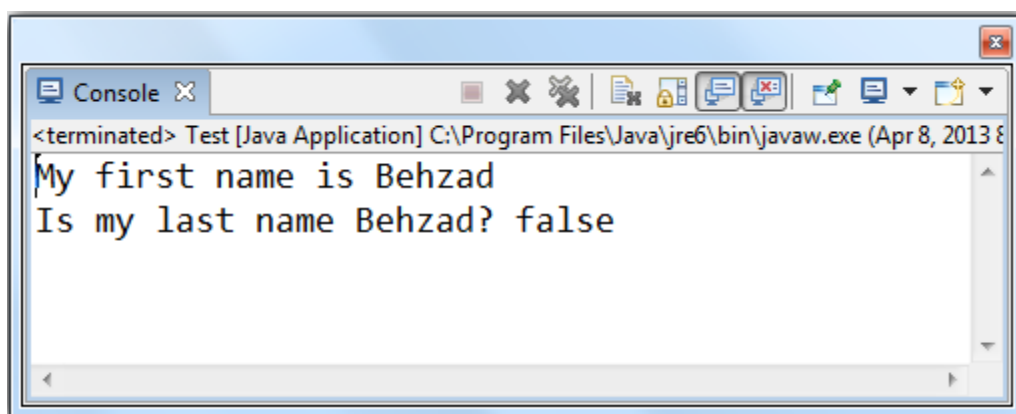 Console
<terminated> Test [Java Application] C:\Program Files\Java\jre6\bin\javaw.exe (Apr 8, 2013 8
My first name is Behzad
Is my last name Behzad? false